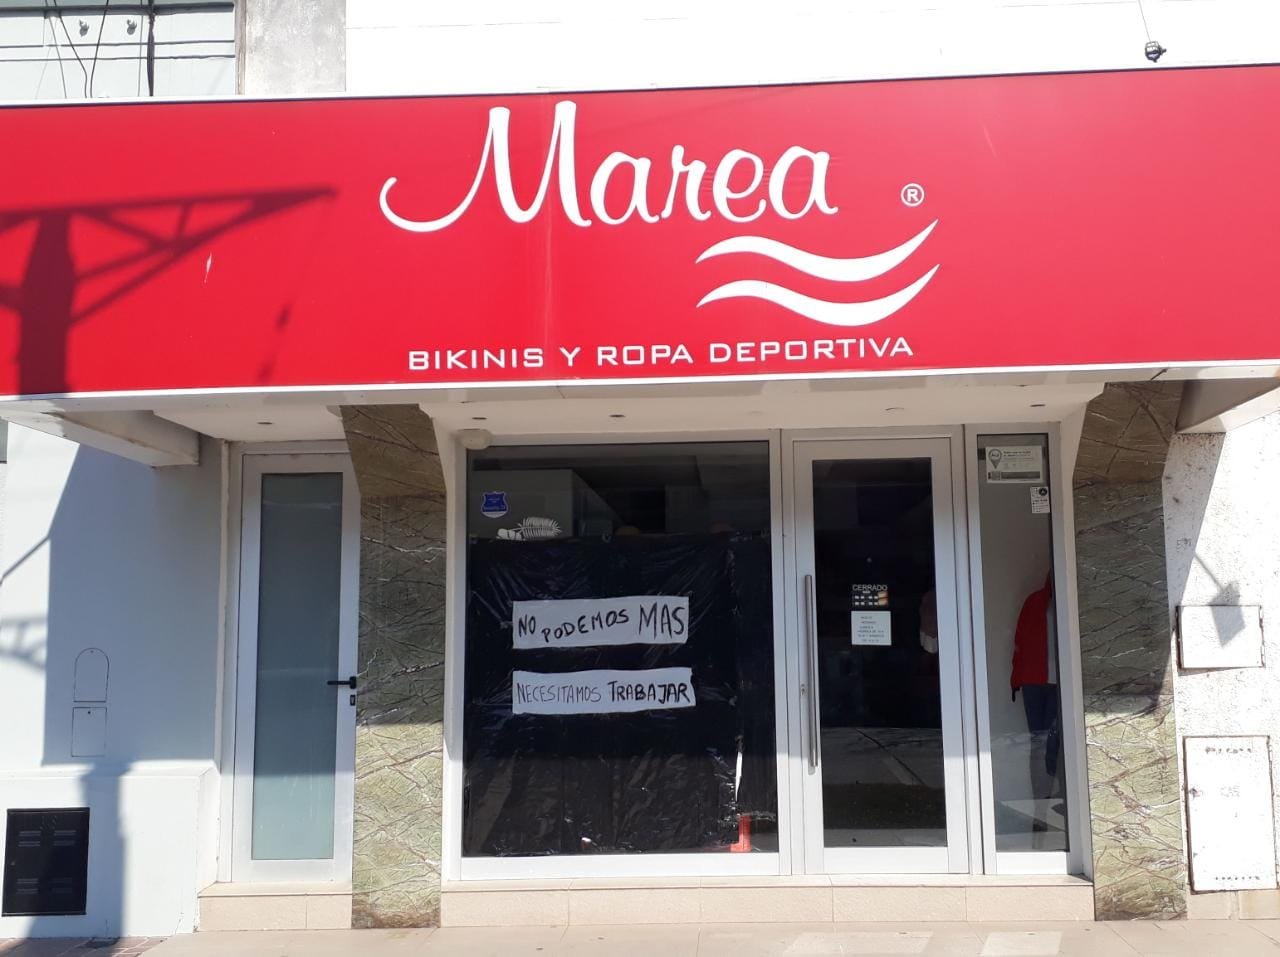 Marea ®
BIKINIS Y ROPA DEPORTIVA
NO PODEMOS MAS
NECESITAMOS TRABAJAR
CERRADO